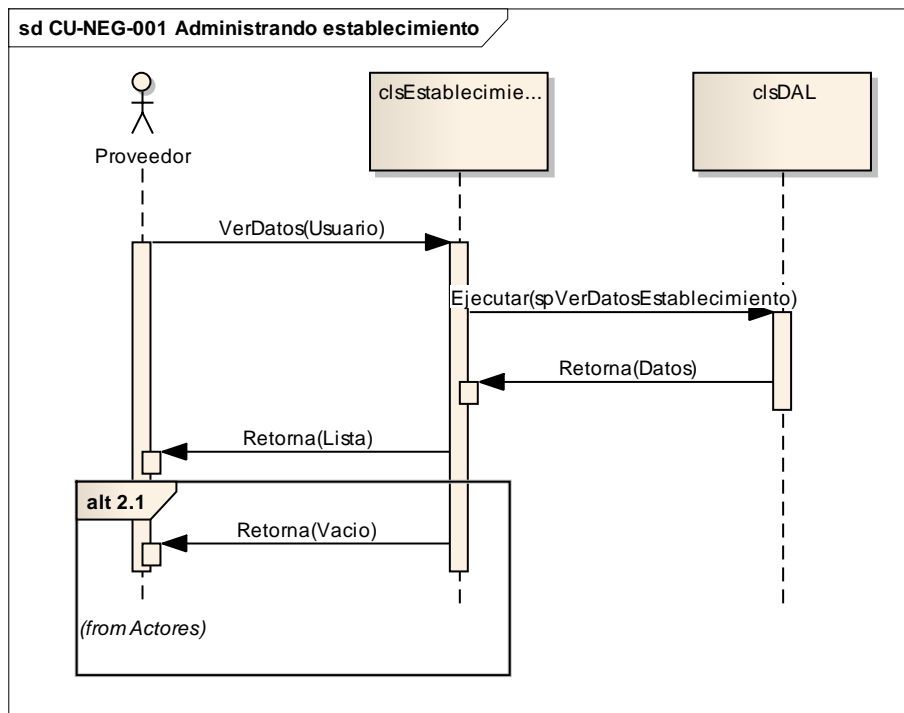 sd CU-NEG-001 Administrando establecimiento
clsEstablecimie...
clsDAL
Proveedor
VerDatos(Usuario)
Ejecutar(spVerDatosEstablecimiento)
Retorna(Datos)
Retorna(Lista)
alt 2.1
Retorna(Vacio)
(from Actores)